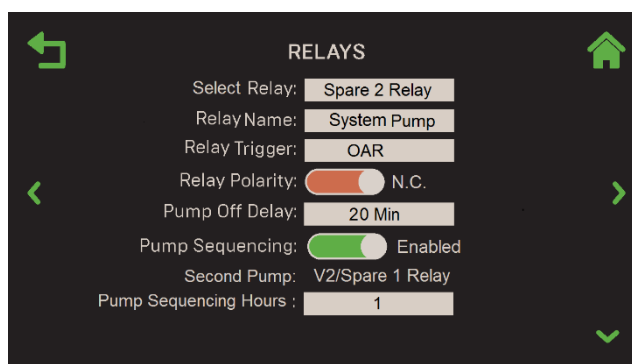 RELAYS
Select Relay: Spare 2 Relay
Relay Name: System Pump
Relay Trigger: OAR
Relay Polarity: N.C.
Pump Off Delay: 20 Min
Pump Sequencing: Enabled
Second Pump: V2/Spare 1 Relay
Pump Sequencing Hours : 1